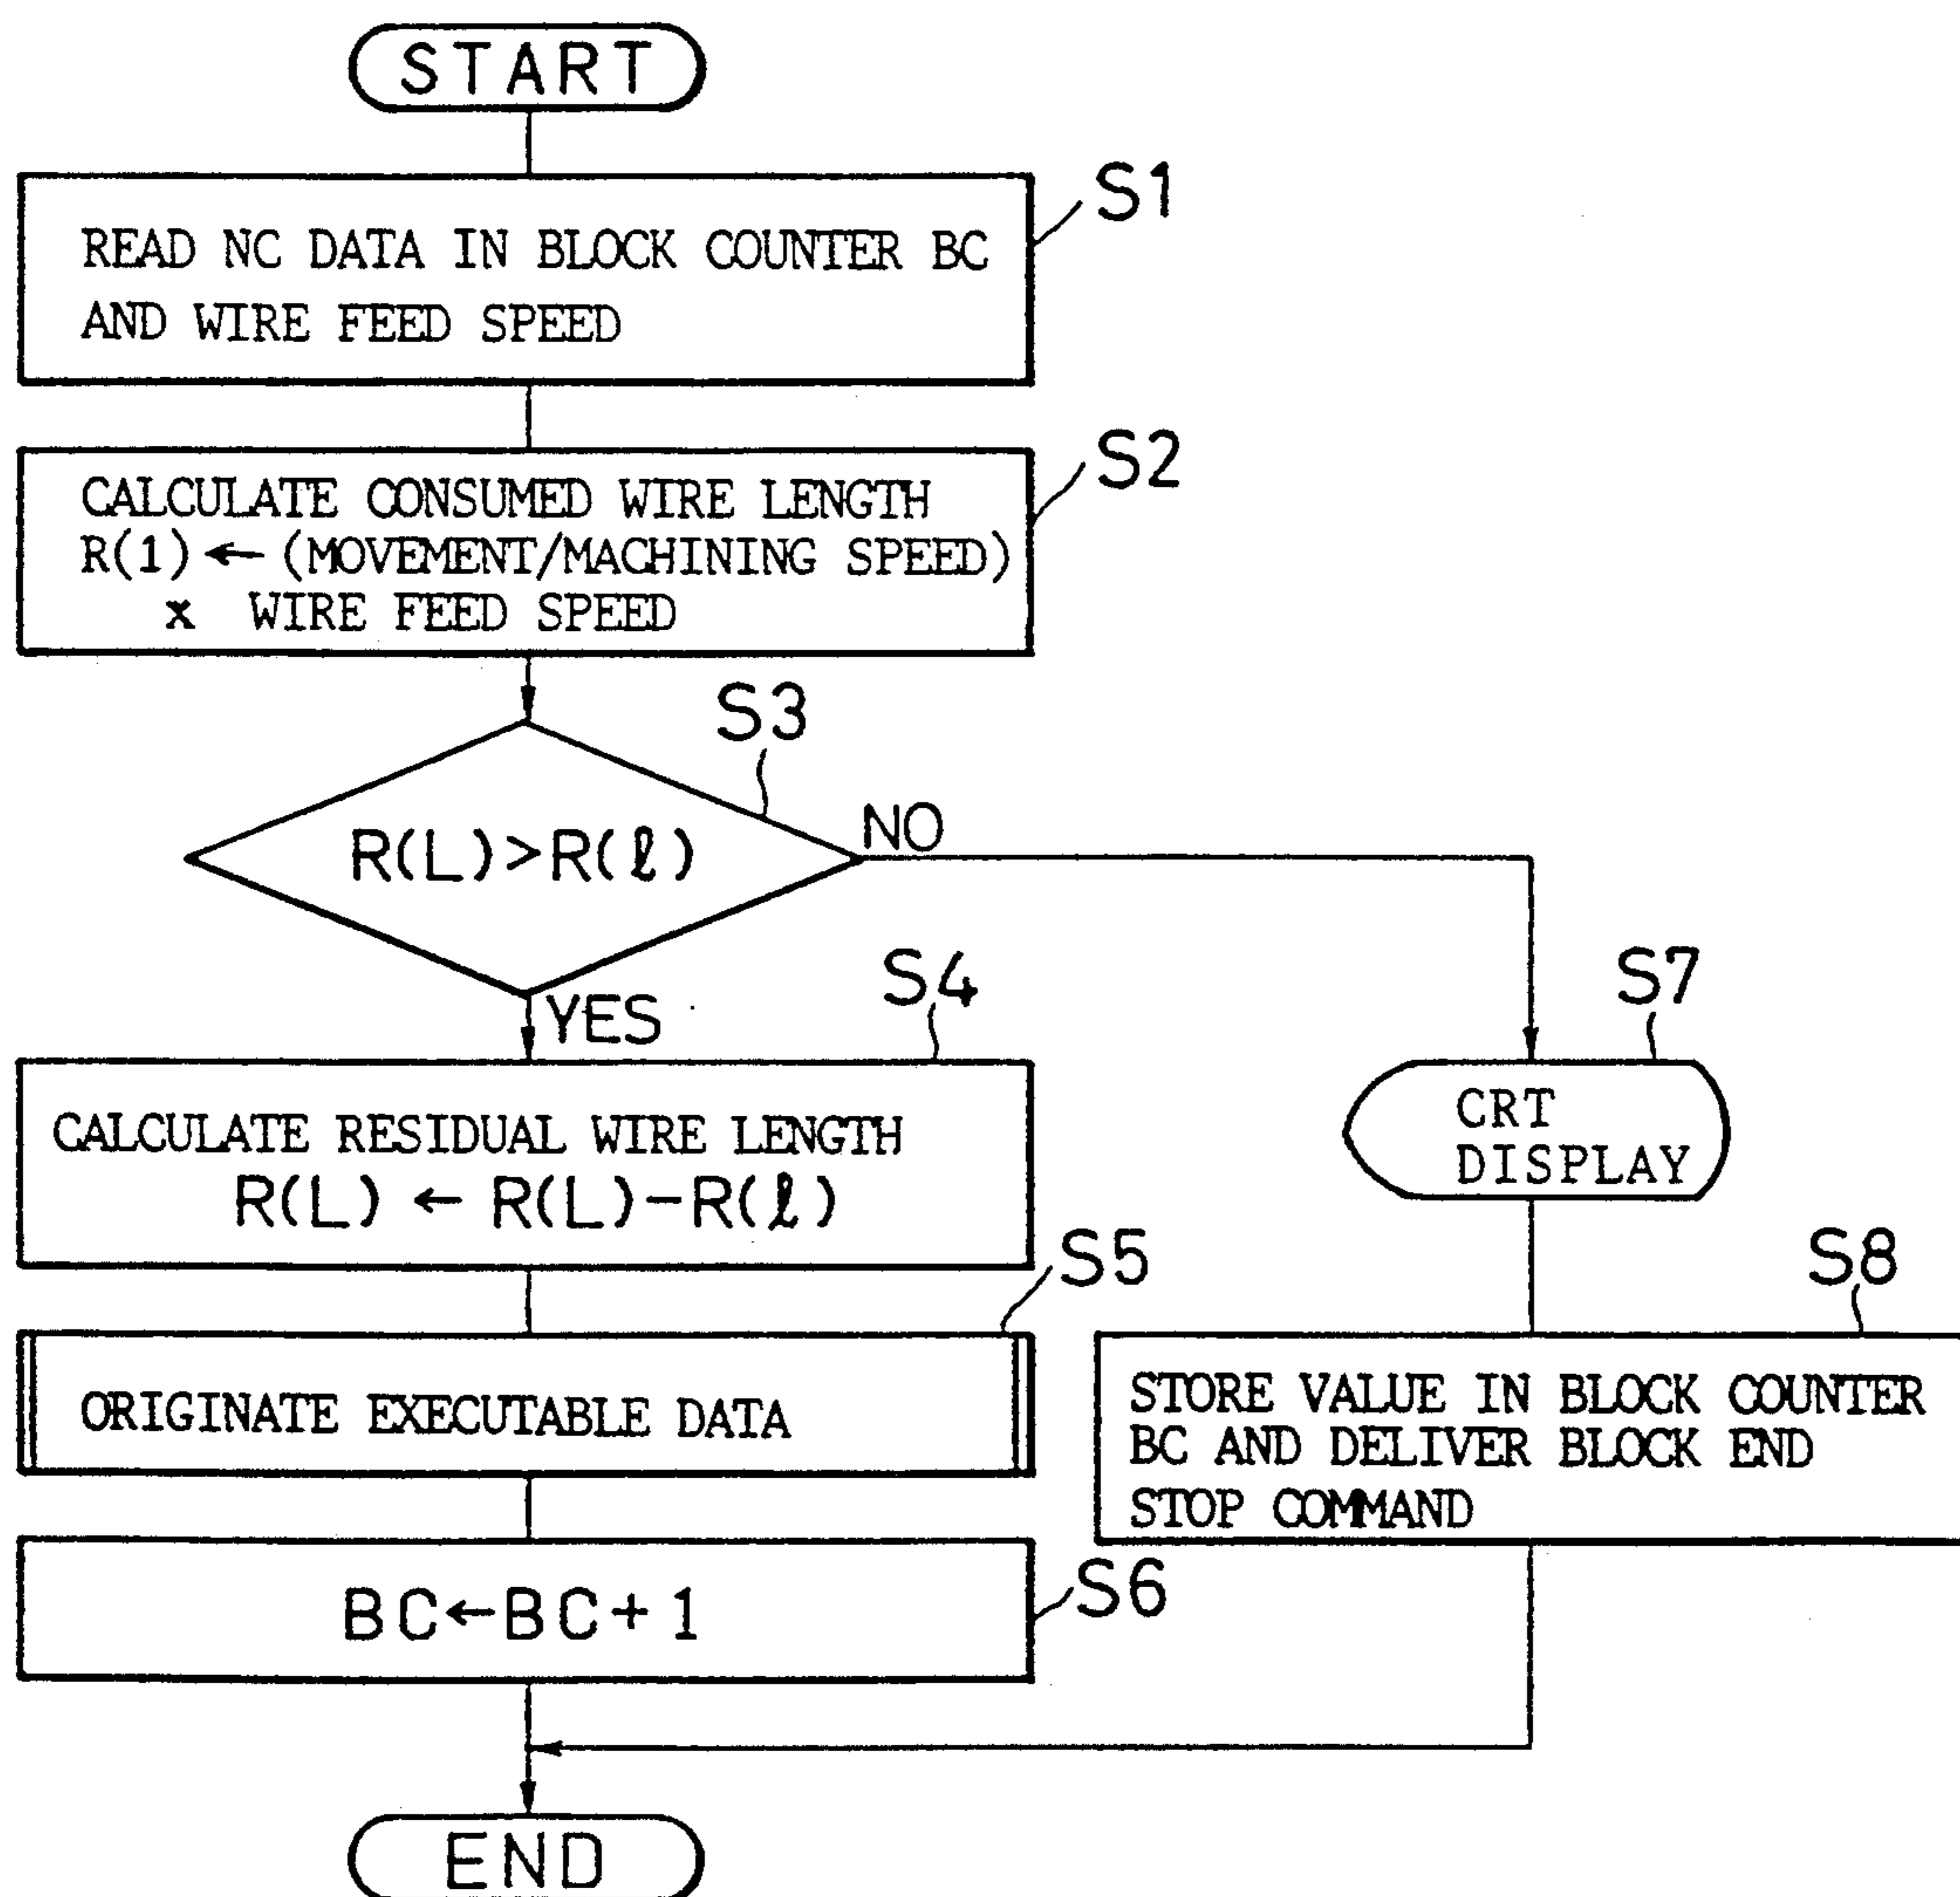 START
S1
READ NC DATA IN BLOCK COUNTER BC
AND WIRE FEED SPEED
S2
CALCULATE CONSUMED WIRE LENGTH
R(1) ← (MOVEMENT/MACHINING SPEED)
x WIRE FEED SPEED
S3
R(L)>R(ℓ)
NO
YES
S4
CALCULATE RESIDUAL WIRE LENGTH
R(L) ← R(L)-R(ℓ)
S7
CRT
DISPLAY
S5
ORIGINATE EXECUTABLE DATA
S8
STORE VALUE IN BLOCK COUNTER
BC AND DELIVER BLOCK END
STOP COMMAND
S6
BC←BC+1
END